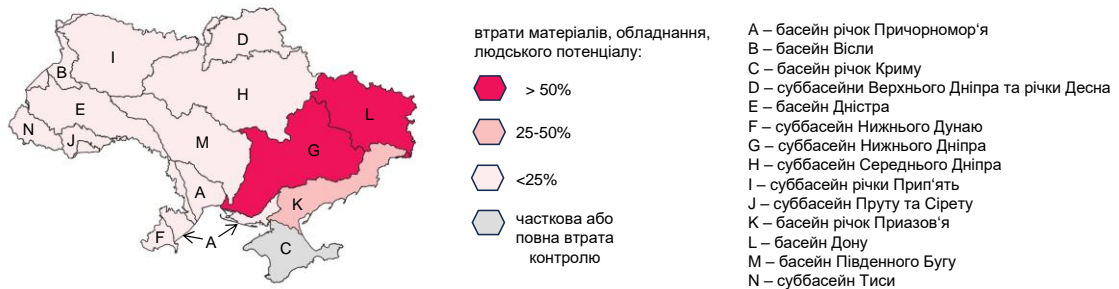 D
B
I
H
E
N
J
M
L
G
A
K
F
A
C
втрати матеріалів, обладнання,
людського потенціалу:
> 50%
25-50%
<25%
часткова або
повна втрата
контролю
A – басейн річок Причорномор‘я
B – басейн Вісли
C – басейн річок Криму
D – суббасейни Верхнього Дніпра та річки Десна
E – басейн Дністра
F – суббасейн Нижнього Дунаю
G – суббасейн Нижнього Дніпра
H – суббасейн Середнього Дніпра
I – суббасейн річки Прип‘ять
J – суббасейн Пруту та Сірету
K – басейн річок Приазов‘я
L – басейн Дону
M – басейн Південного Бугу
N – суббасейн Тиси